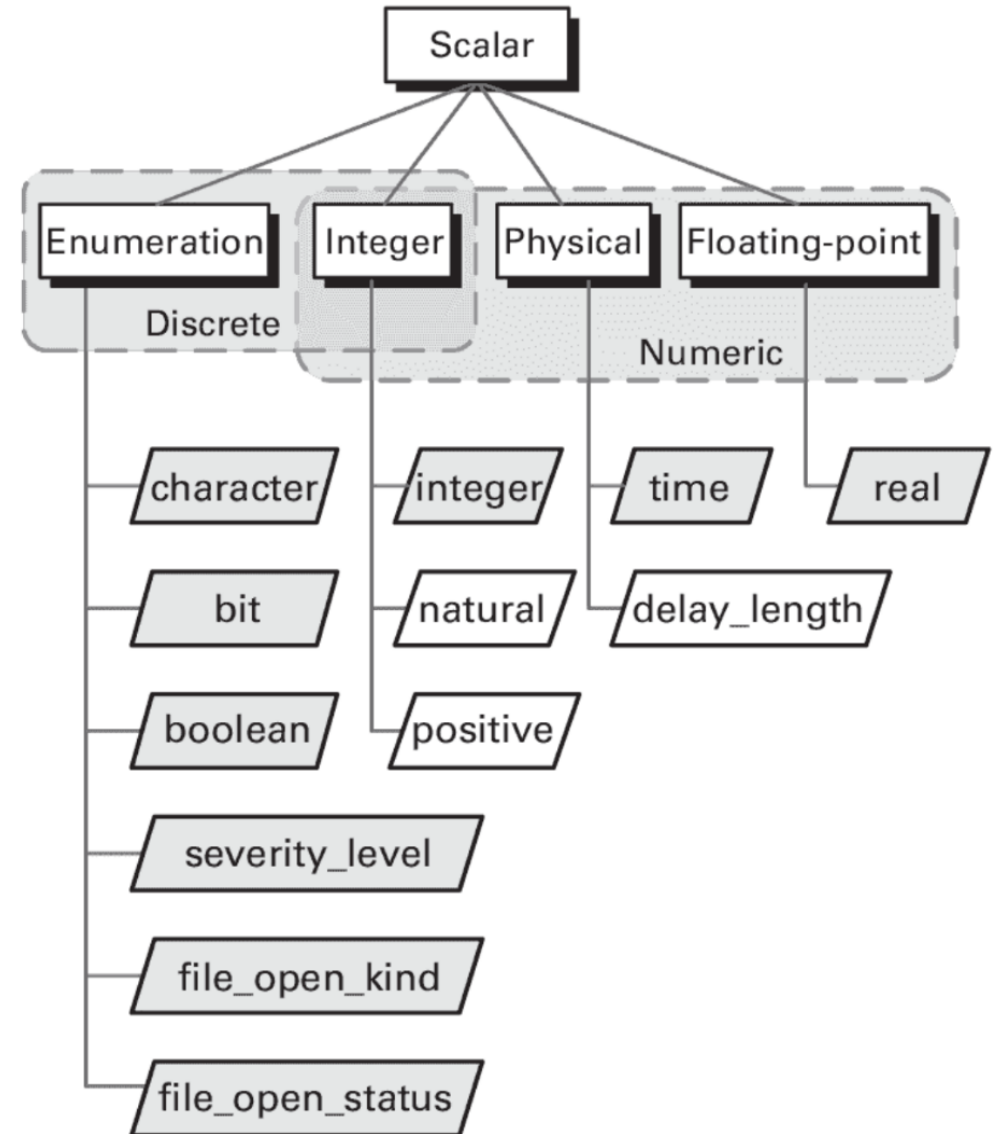 Scalar
Enumeration Integer Physical Floating-point
Discrete
Numeric
character integer time real
bit natural delay_length
boolean positive
severity_level
file_open_kind
file_open_status